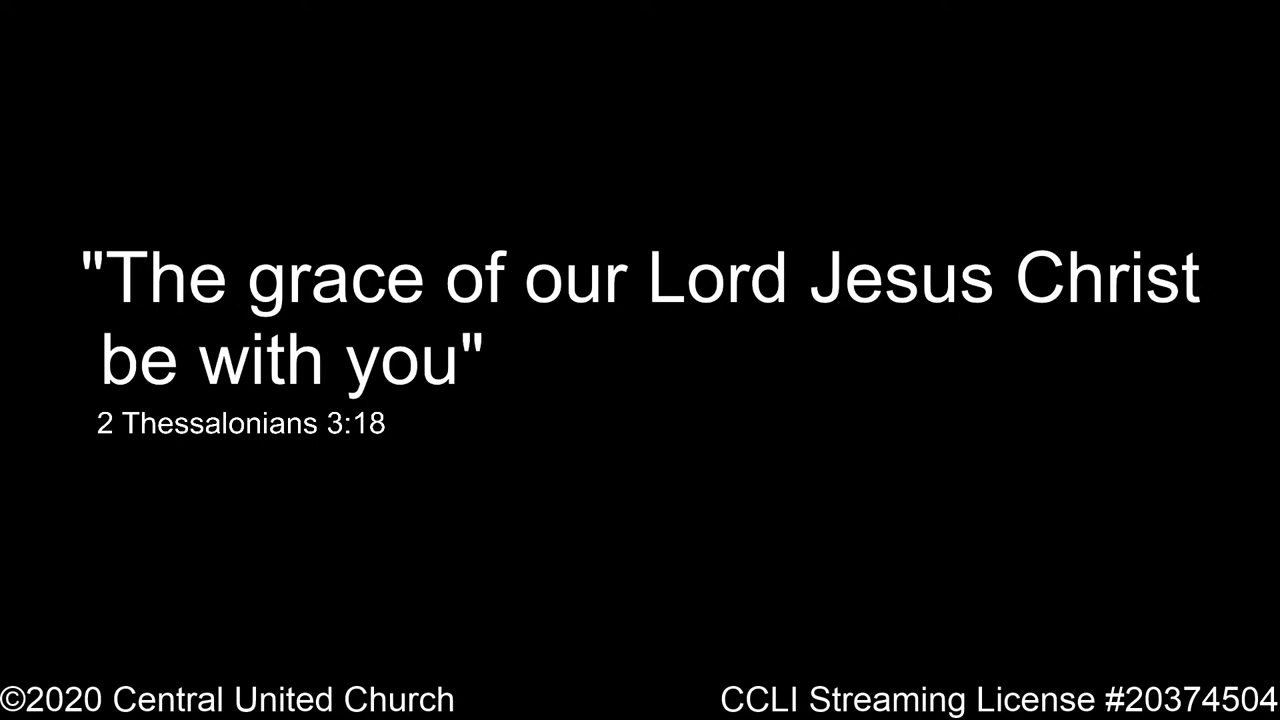 "The grace of our Lord Jesus Christ
be with you"
2 Thessalonians 3:18
©2020 Central United Church
CCLI Streaming License #20374504